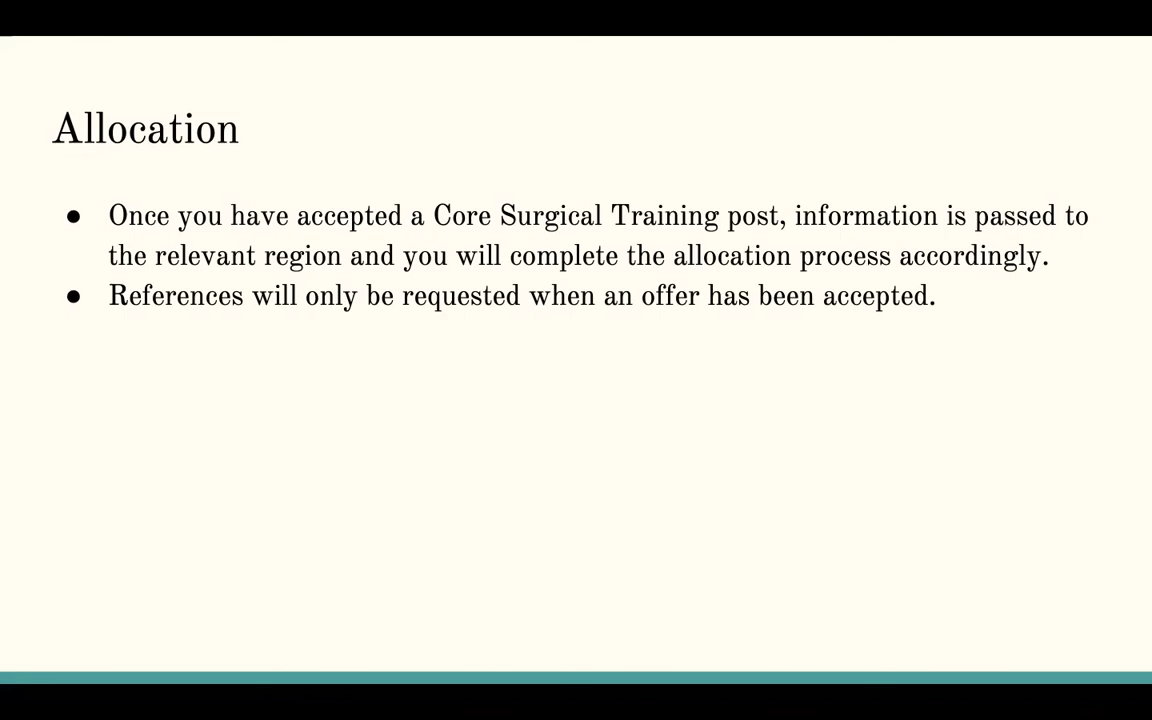 Allocation
● Once you have accepted a Core Surgical Training post, information is passed to
the relevant region and you will complete the allocation process accordingly.
● References will only be requested when an offer has been accepted.